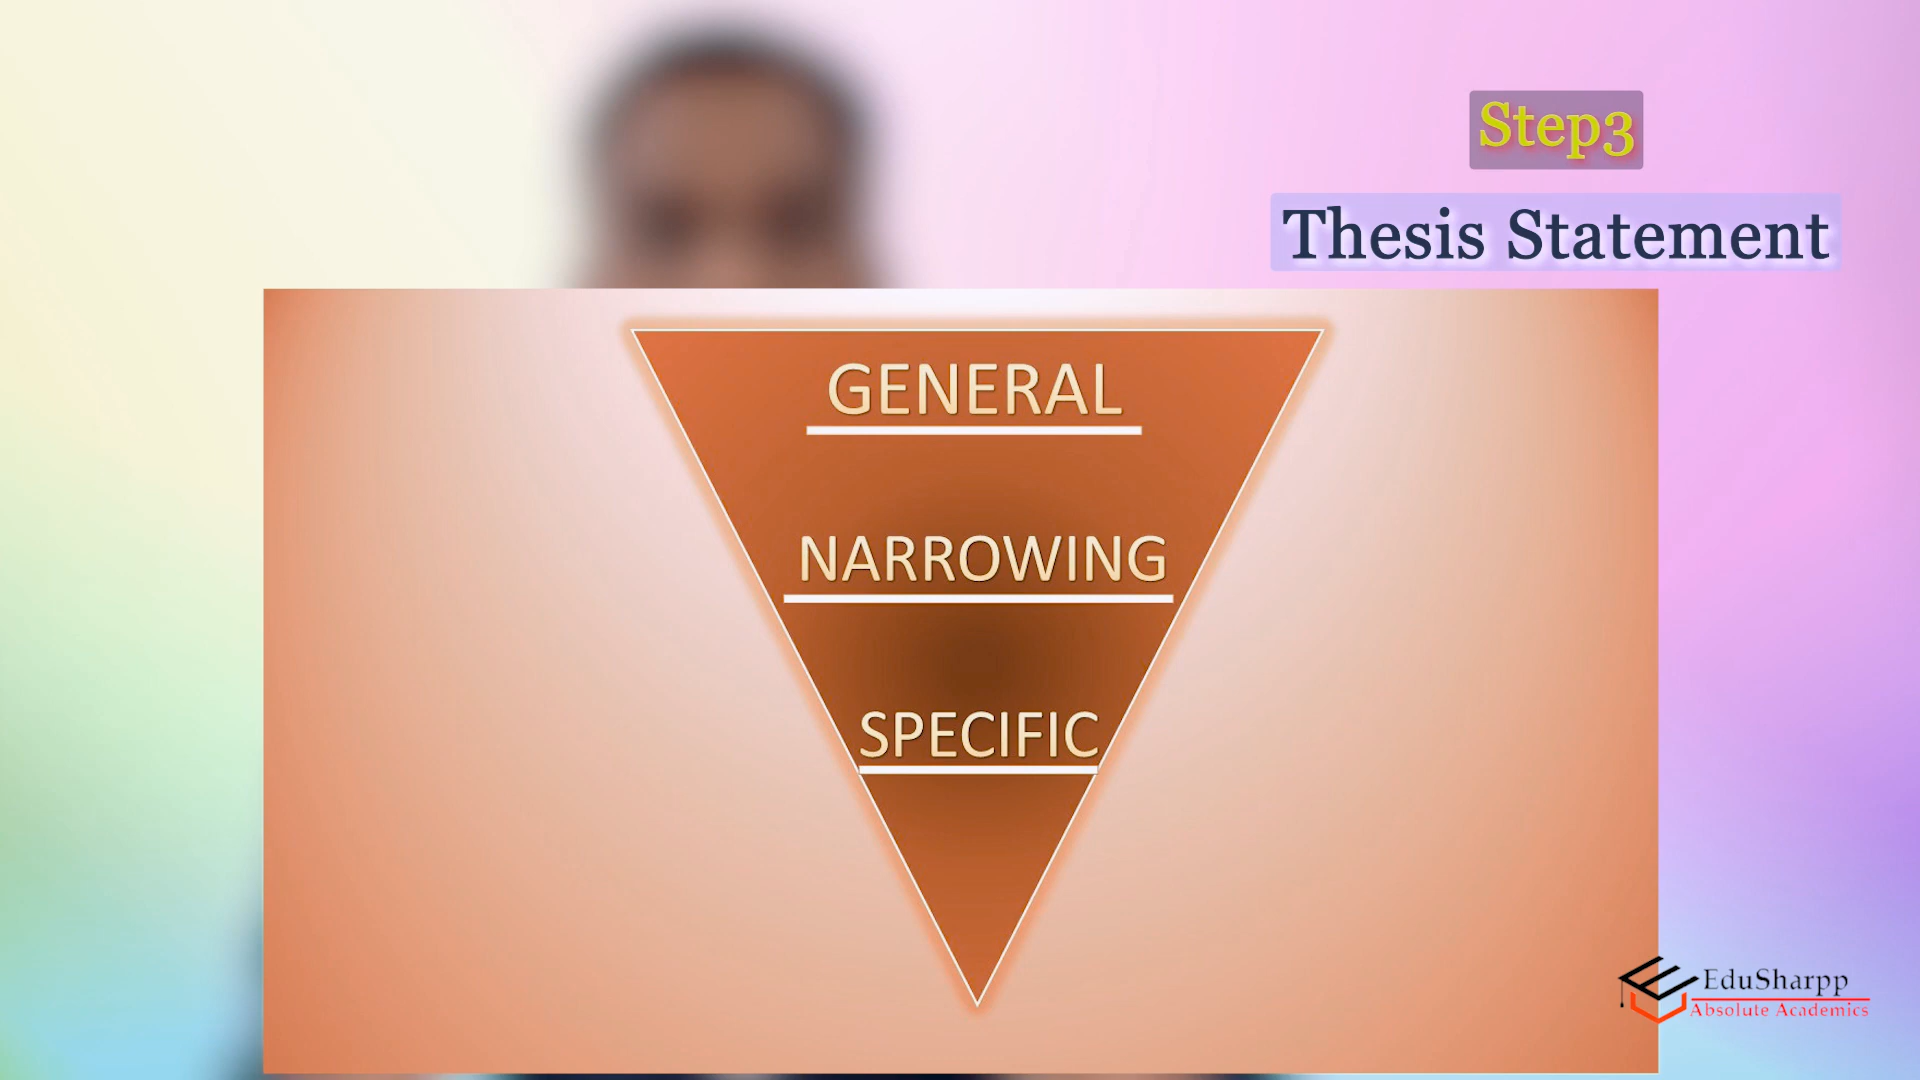 Step3
Thesis Statement
GENERAL
NARROWING
SPECIFIC
EduSharpp
Absolute Academics